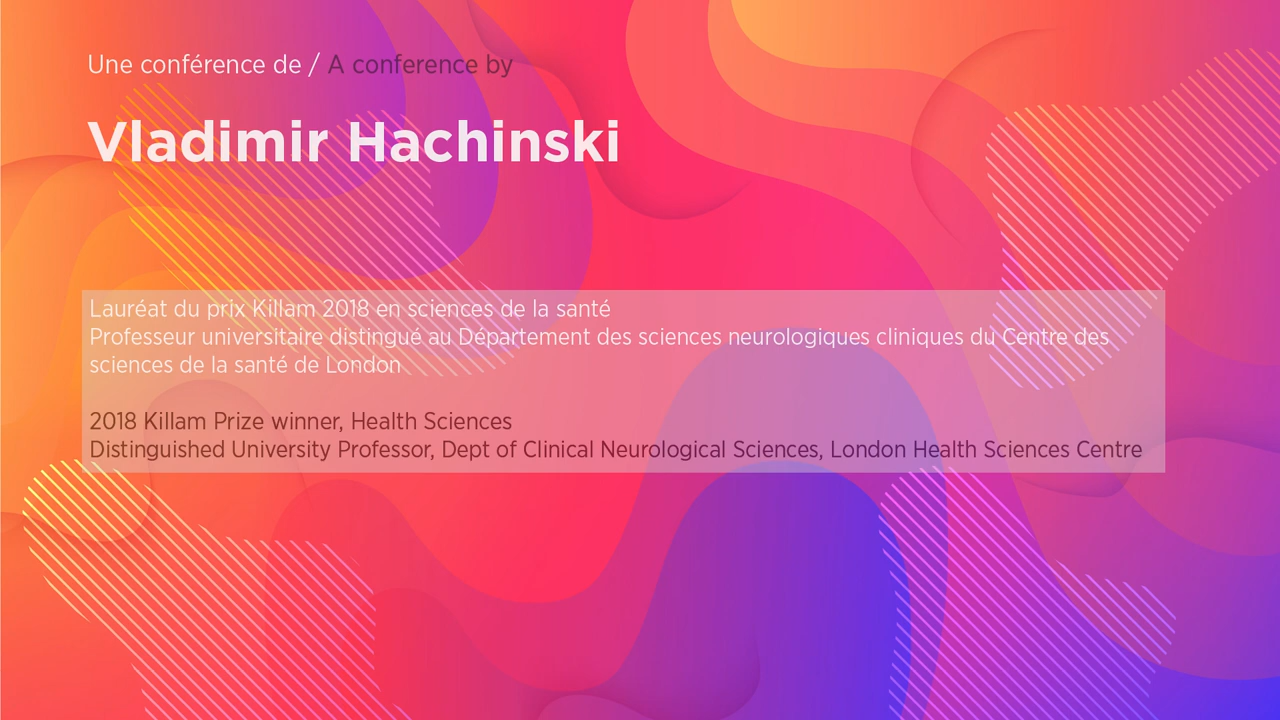 Une conférence de / A conference by
Vladimir Hachinski
Lauréat du prix Killam 2018 en sciences de la santé
Professeur universitaire distingué au Département des sciences neurologiques cliniques du Centre des
sciences de la santé de London
2018 Killam Prize winner, Health Sciences
Distinguished University Professor, Dept of Clinical Neurological Sciences, London Health Sciences Centre